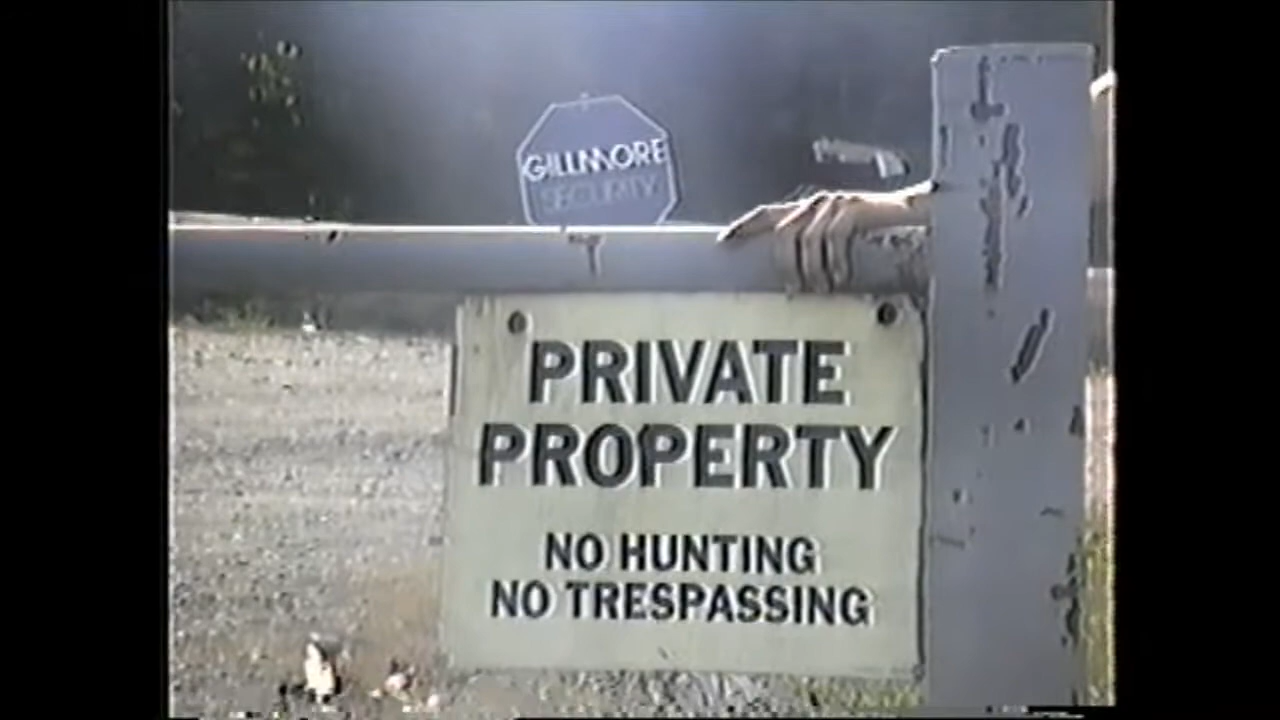 GILLMORE
SECURITY
PRIVATE
PROPERTY
NO HUNTING
NO TRESPASSING